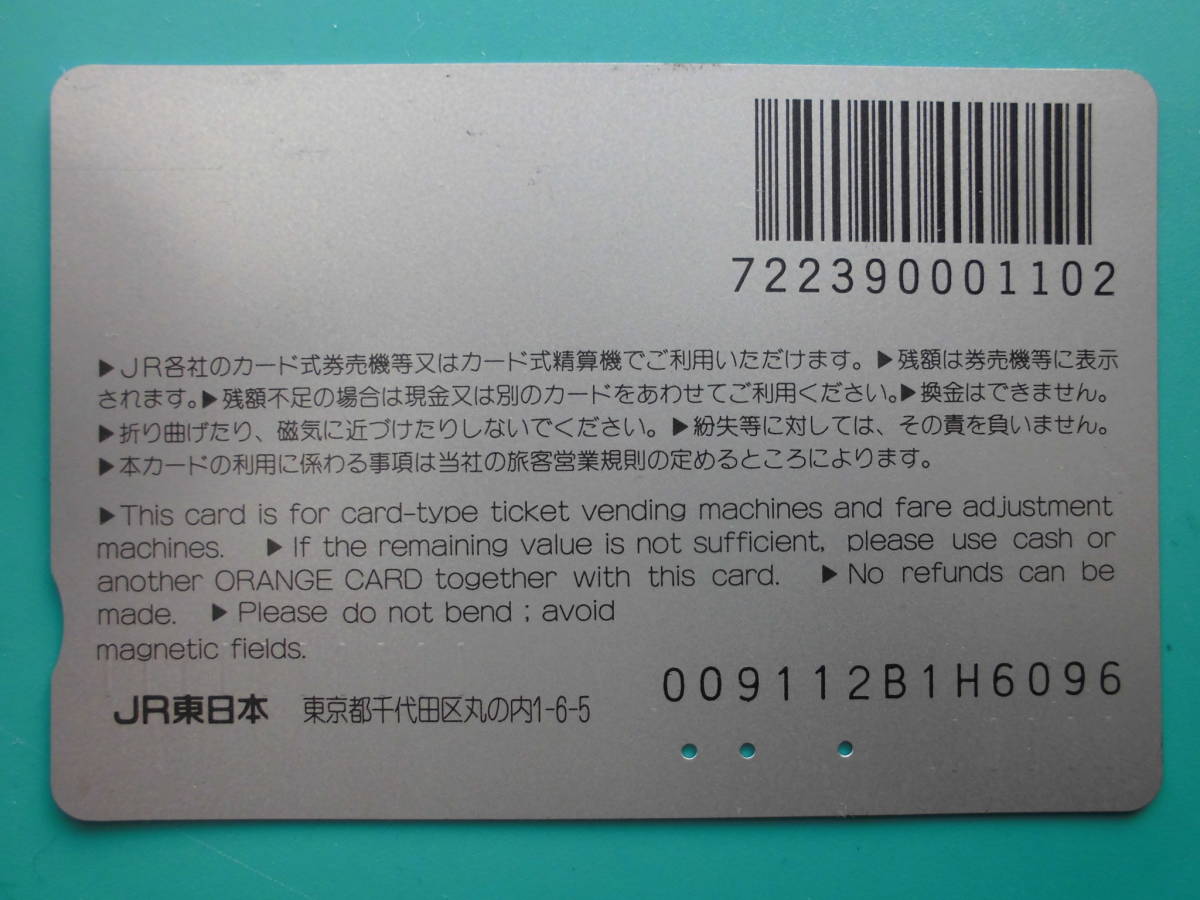 722390001102
▶JR各社のカード式券売機等又はカード式精算機でご利用いただけます。▶残額は券売機等に表示
されます。▶残額不足の場合は現金又は別のカードをあわせてご利用ください。▶換金はできません。
▶折り曲げたり、磁気に近づけたりしないでください。▶紛失等に対しては、その責を負いません。
▶本カードの利用に係わる事項は当社の旅客営業規則の定めるところによります。
▶This card is for card-type ticket vending machines and fare adjustment
machines. ▶If the remaining value is not sufficient, please use cash or
another ORANGE CARD together with this card. ▶No refunds can be
made. ▶Please do not bend ; avoid
magnetic fields.
009112B1H6096
JR東日本 東京都千代田区丸の内1-6-5